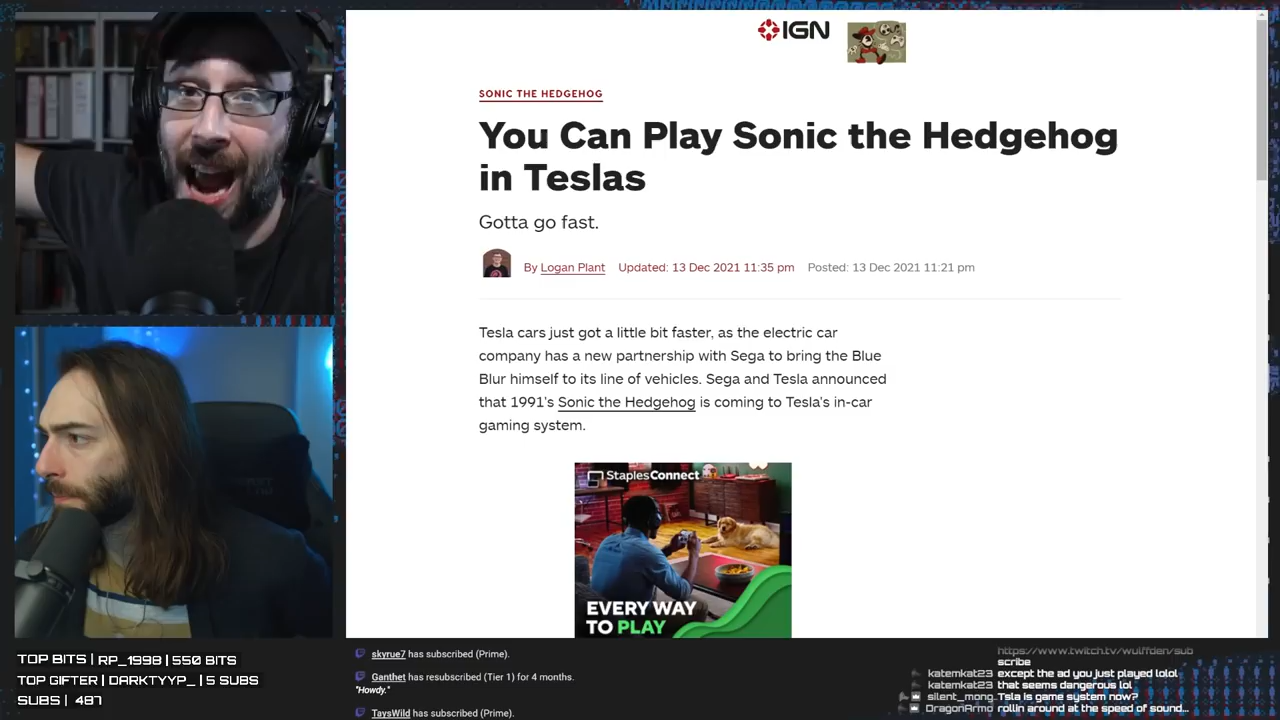 IGN
SONIC THE HEDGEHOG
You Can Play Sonic the Hedgehog
in Teslas
Gotta go fast.
By Logan Plant Updated: 13 Dec 2021 11:35 pm Posted: 13 Dec 2021 11:21 pm
Tesla cars just got a little bit faster, as the electric car
company has a new partnership with Sega to bring the Blue
Blur himself to its line of vehicles. Sega and Tesla announced
that 1991's Sonic the Hedgehog is coming to Tesla's in-car
gaming system.
StaplesConnect
EVERY WAY
TO PLAY
TOP BITS | RP_1998 | 550 BITS
TOP GIFTER | DARKTYYP_ | 5 SUBS
SUBS | 487
skyrue7 has subscribed (Prime).
Ganthet has resubscribed (Tier 1) for 4 months.
"Howdy."
TaysWild has subscribed (Prime).
https://www.twitch.tv/wulffden/sub
scribe
katemkat23 except the ad you just played lolol
katemkat23 that seems dangerous lol
silent_mong Tsla is game system now?
DragonArmo rollin around at the speed of sound...